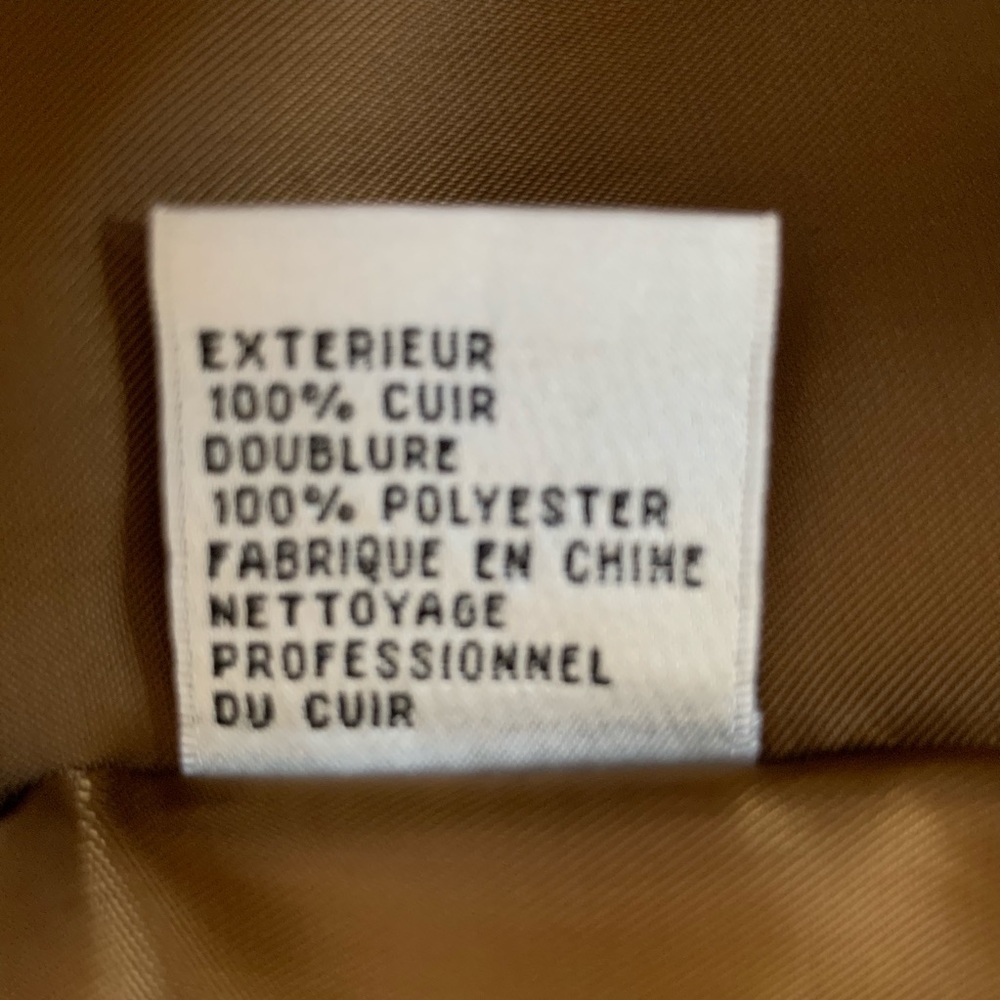 EXTERIEUR
100% CUIR
DOUBLURE
100% POLYESTER
FABRIQUE EN CHINE
NETTOYAGE
PROFESSIONNEL
DU CUIR